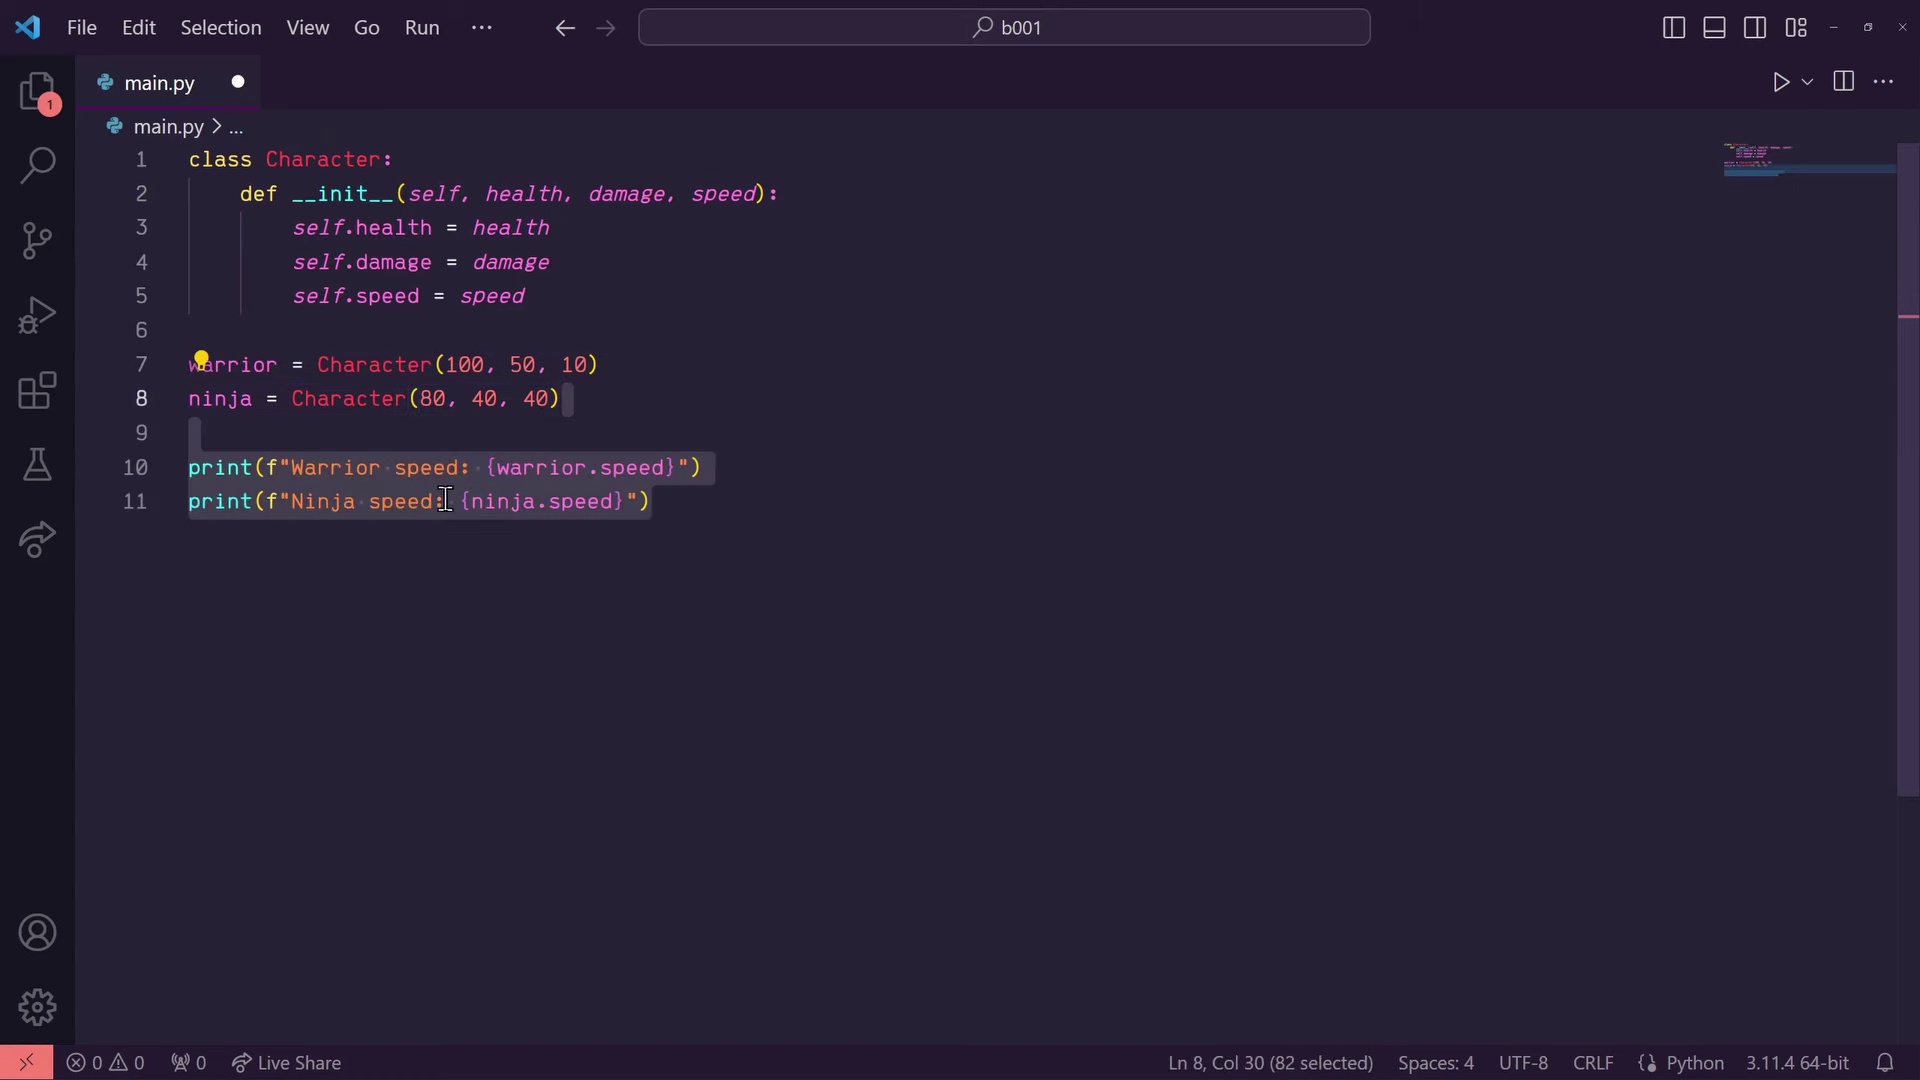 File Edit Selection View Go Run ···
b001
main.py
1
main.py > ...
1 class Character:
2 def __init__(self, health, damage, speed):
3 self.health = health
4 self.damage = damage
5 self.speed = speed
6
7 warrior = Character(100, 50, 10)
8 ninja = Character(80, 40, 40)
9
10 print(f"Warrior speed: {warrior.speed}")
11 print(f"Ninja speed: {ninja.speed}")
0 0 0 Live Share Ln 8, Col 30 (82 selected) Spaces: 4 UTF-8 CRLF {} Python 3.11.4 64-bit